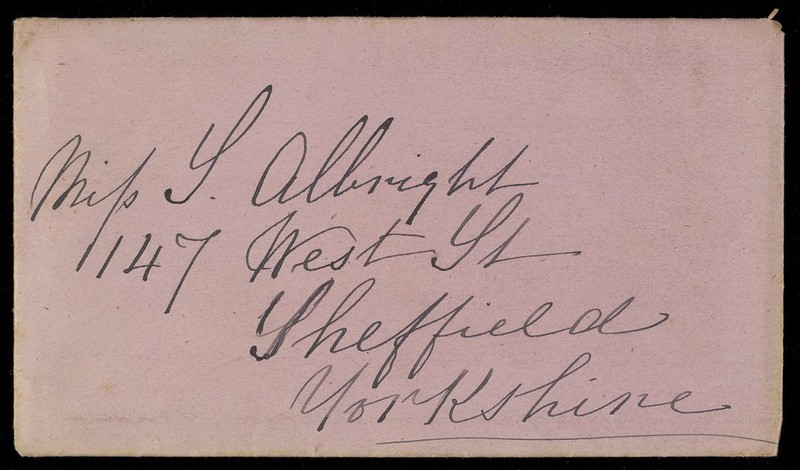 Miss S. Albright
147 West St
Sheffield
Yorkshire